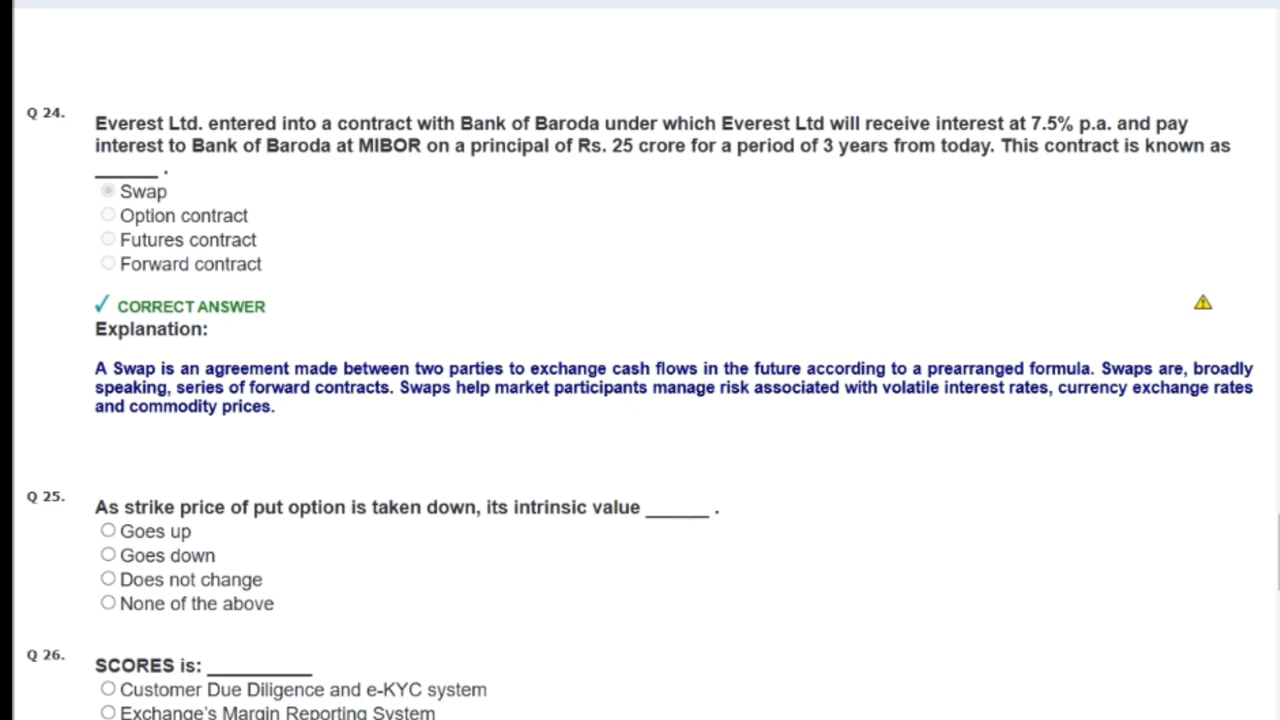 Q 24.
Everest Ltd. entered into a contract with Bank of Baroda under which Everest Ltd will receive interest at 7.5% p.a. and pay
interest to Bank of Baroda at MIBOR on a principal of Rs. 25 crore for a period of 3 years from today. This contract is known as
______ .
Swap
Option contract
Futures contract
Forward contract
✓ CORRECT ANSWER
Explanation:
A Swap is an agreement made between two parties to exchange cash flows in the future according to a prearranged formula. Swaps are, broadly
speaking, series of forward contracts. Swaps help market participants manage risk associated with volatile interest rates, currency exchange rates
and commodity prices.
Q 25.
As strike price of put option is taken down, its intrinsic value ______ .
Goes up
Goes down
Does not change
None of the above
Q 26.
SCORES is: __________
Customer Due Diligence and e-KYC system
Exchange's Margin Reporting System